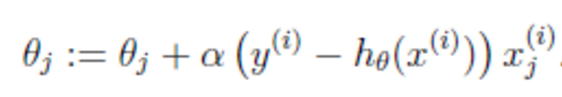 θ_j := θ_j + α (y^{(i)} − h_θ(x^{(i)})) x_j^{(i)}.